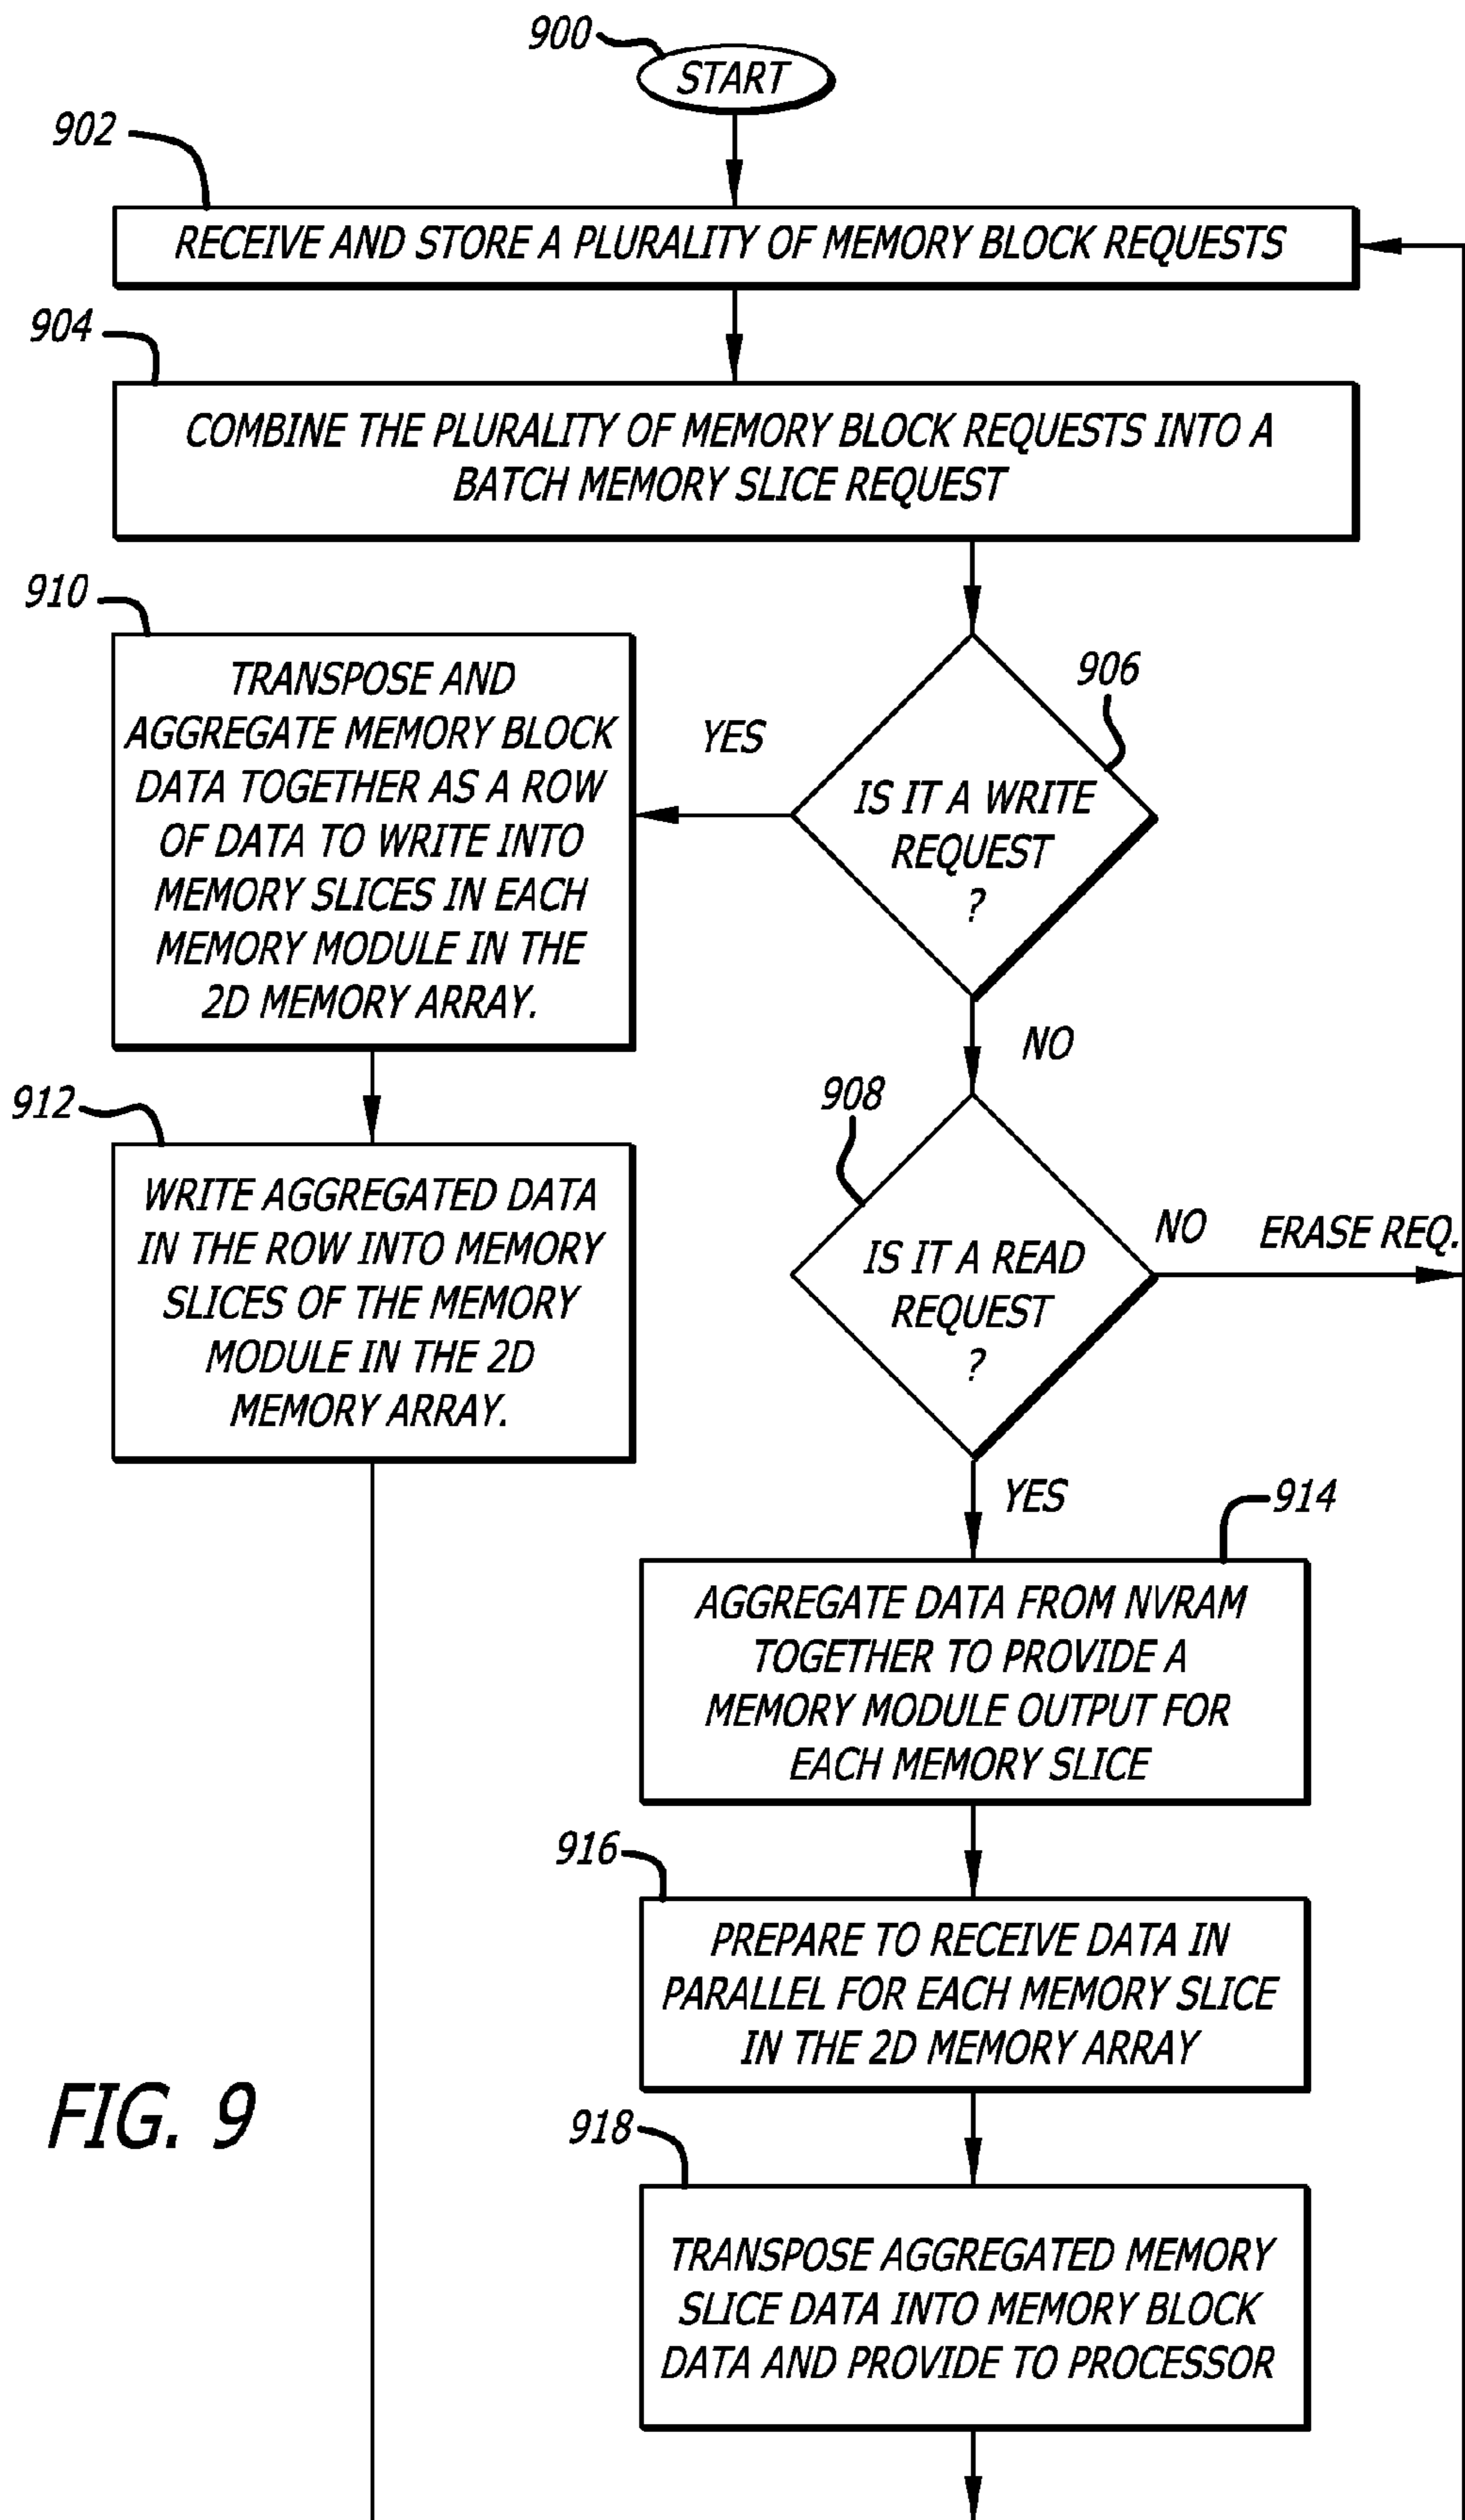 900
START
902
RECEIVE AND STORE A PLURALITY OF MEMORY BLOCK REQUESTS
904
COMBINE THE PLURALITY OF MEMORY BLOCK REQUESTS INTO A
BATCH MEMORY SLICE REQUEST
910
TRANSPOSE AND
AGGREGATE MEMORY BLOCK
DATA TOGETHER AS A ROW
OF DATA TO WRITE INTO
MEMORY SLICES IN EACH
MEMORY MODULE IN THE
2D MEMORY ARRAY.
YES
906
IS IT A WRITE
REQUEST
?
NO
912
WRITE AGGREGATED DATA
IN THE ROW INTO MEMORY
SLICES OF THE MEMORY
MODULE IN THE 2D
MEMORY ARRAY.
908
IS IT A READ
REQUEST
?
NO
ERASE REQ.
YES
914
AGGREGATE DATA FROM NVRAM
TOGETHER TO PROVIDE A
MEMORY MODULE OUTPUT FOR
EACH MEMORY SLICE
916
PREPARE TO RECEIVE DATA IN
PARALLEL FOR EACH MEMORY SLICE
IN THE 2D MEMORY ARRAY
FIG. 9
918
TRANSPOSE AGGREGATED MEMORY
SLICE DATA INTO MEMORY BLOCK
DATA AND PROVIDE TO PROCESSOR